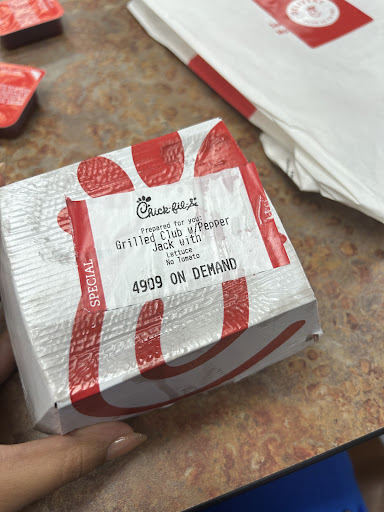 Chick-fil-A
Prepared for you:
Grilled Club w/Pepper
Jack with
Lettuce
No Tomato
4909 ON DEMAND
SPECIAL